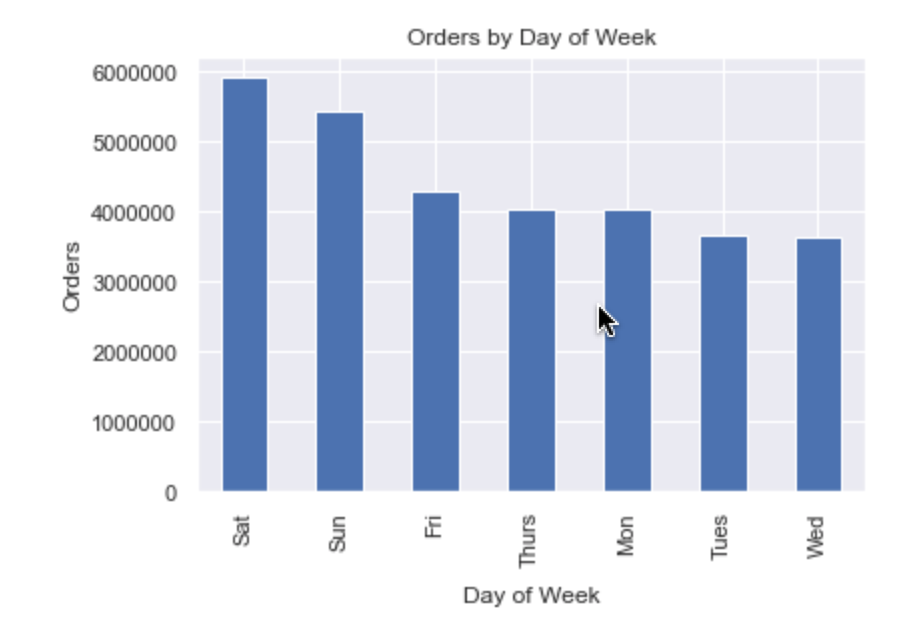 Orders by Day of Week
6000000
5000000
4000000
3000000
2000000
1000000
0
Orders
Sat
Sun
Fri
Thurs
Mon
Tues
Wed
Day of Week